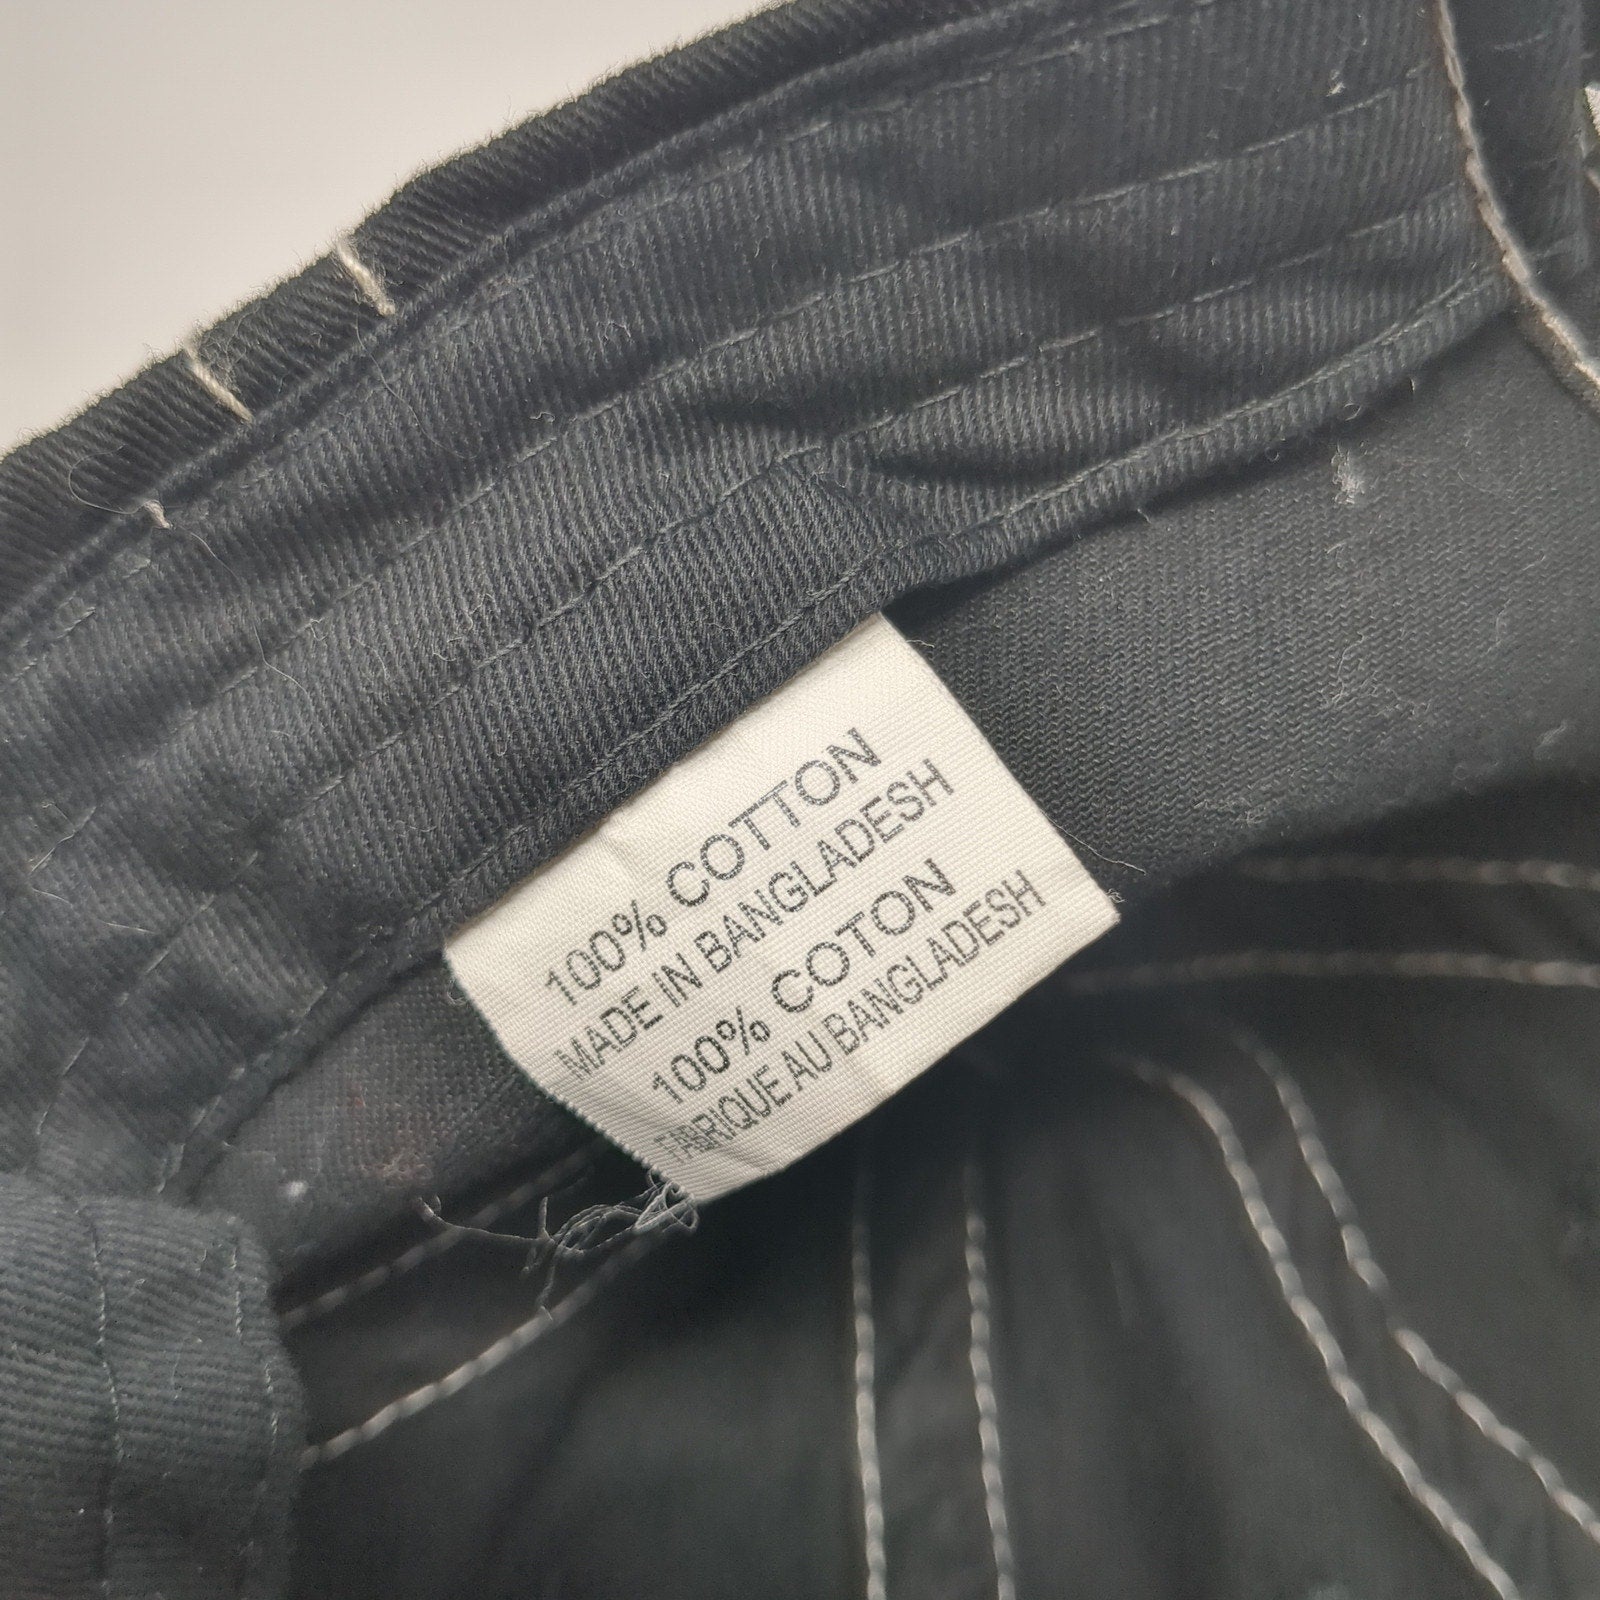 100% COTTON
MADE IN BANGLADESH
100% COTON
FABRIQUE AU BANGLADESH